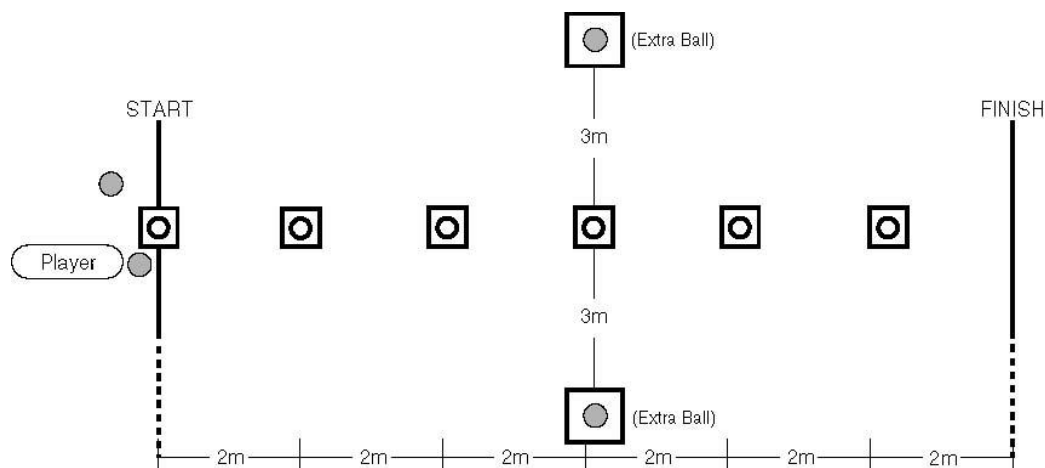 (Extra Ball)
START
FINISH
3m
Player
3m
(Extra Ball)
2m 2m 2m 2m 2m 2m